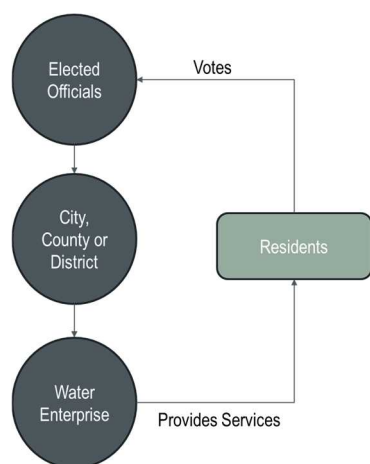 Elected
Officials
Votes
City,
County or
District
Residents
Water
Enterprise
Provides Services